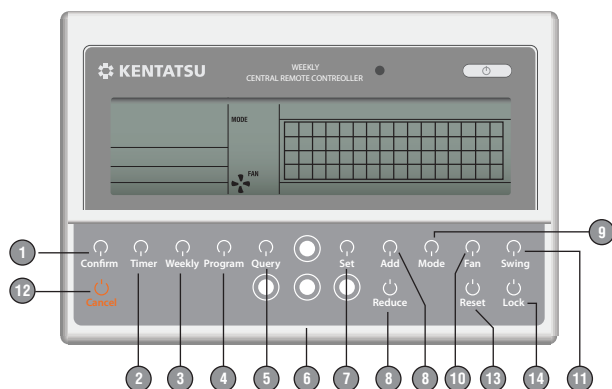 KENTATSU
WEEKLY
CENTRAL REMOTE CONTREOLLER
MODE
FAN
9
1
Confirm Timer Weekly Program Query Set Add Mode Fan Swing
12
Cancel Reduce Reset Lock
2 3 4 5 6 7 8 8 10 13 14 11